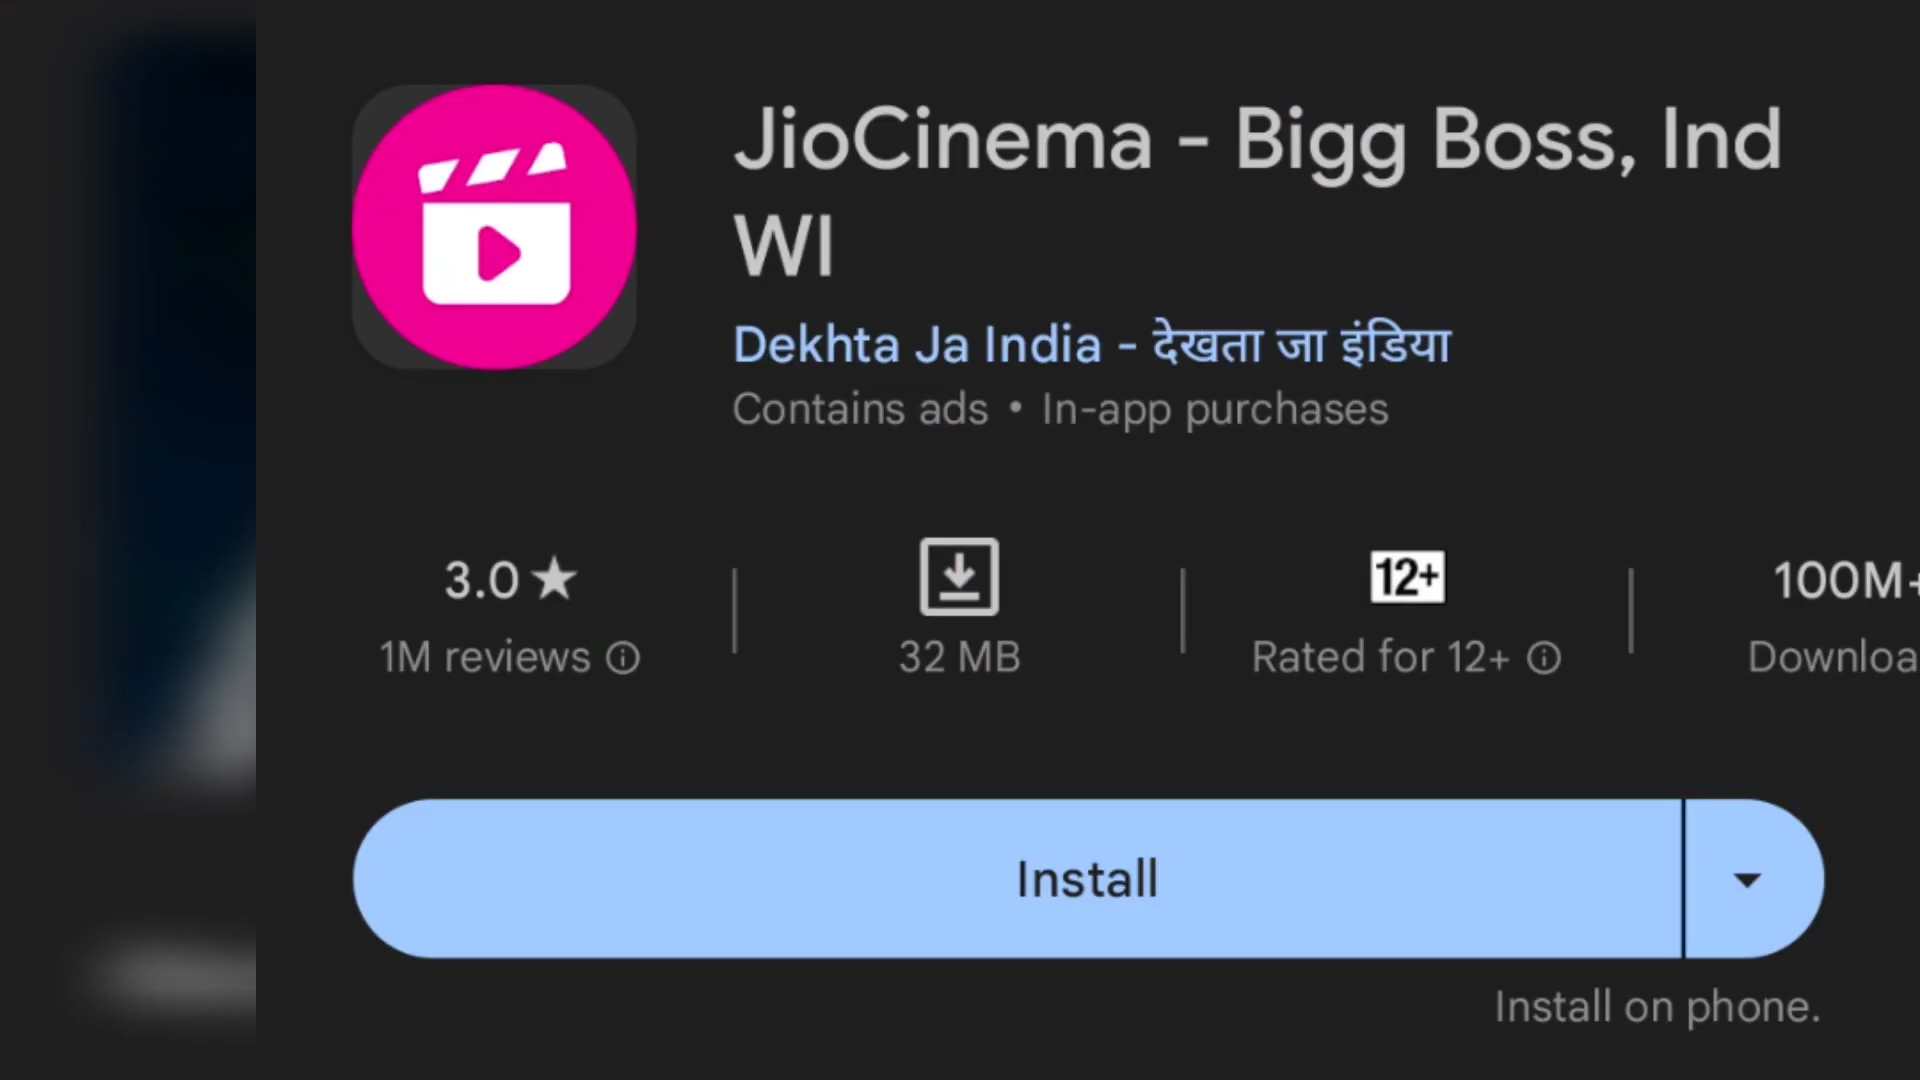 JioCinema - Bigg Boss, Ind
WI
Dekhta Ja India - देखता जा इंडिया
Contains ads • In-app purchases
3.0 ★
12+
100M+
1M reviews
32 MB
Rated for 12+
Downloa
Install
Install on phone.